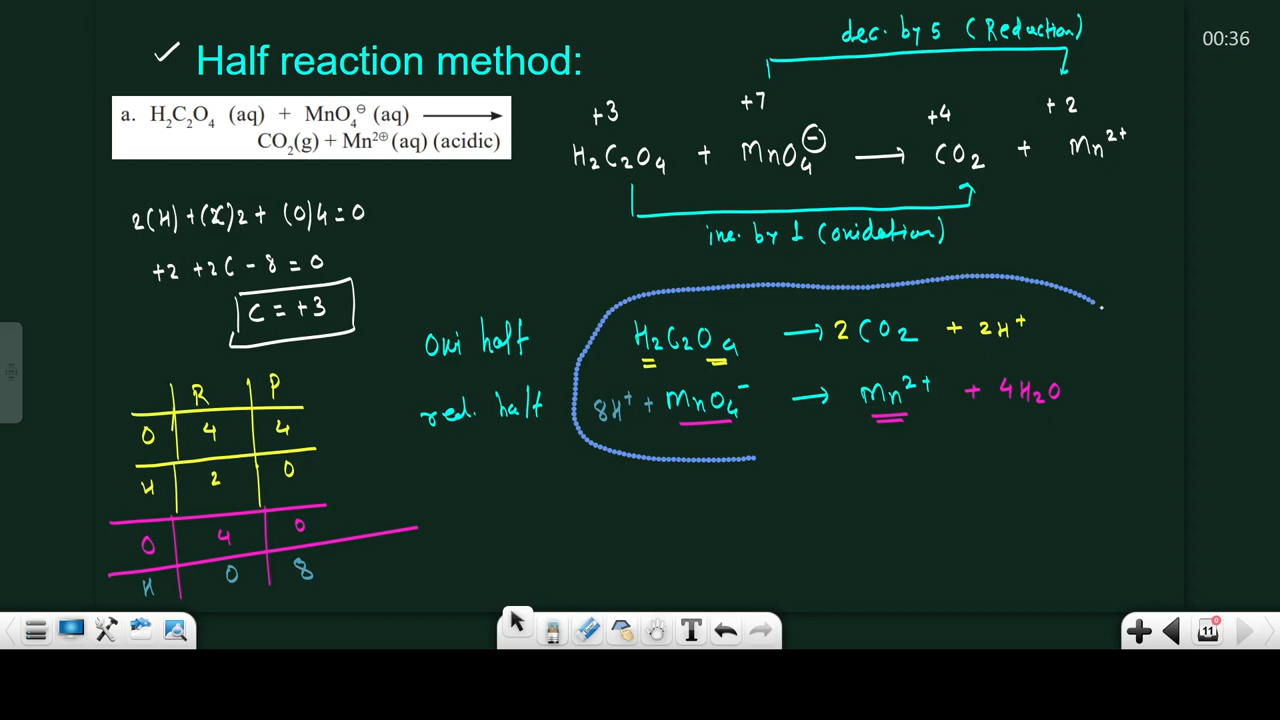 00:36
dec. by 5 (Reduction)
✓ Half reaction method:
a. H₂C₂O₄ (aq) + MnO₄⊖ (aq) ⟶
CO₂(g) + Mn²⊕ (aq) (acidic)
+3 +7 +4 +2
H₂C₂O₄ + MnO₄⊖ ⟶ CO₂ + Mn²⁺
inc. by 1 (oxidation)
2(H) + (x)2 + (O)4 = 0
+2 +2C - 8 = 0
C = +3
oxi half H₂C₂O₄ ⟶ 2CO₂ + 2H⁺
red. half 8H⁺ + MnO₄⁻ ⟶ Mn²⁺ + 4H₂O
R P
O 4 4
H 2 0
O 4 0
H 0 8
T 11 0